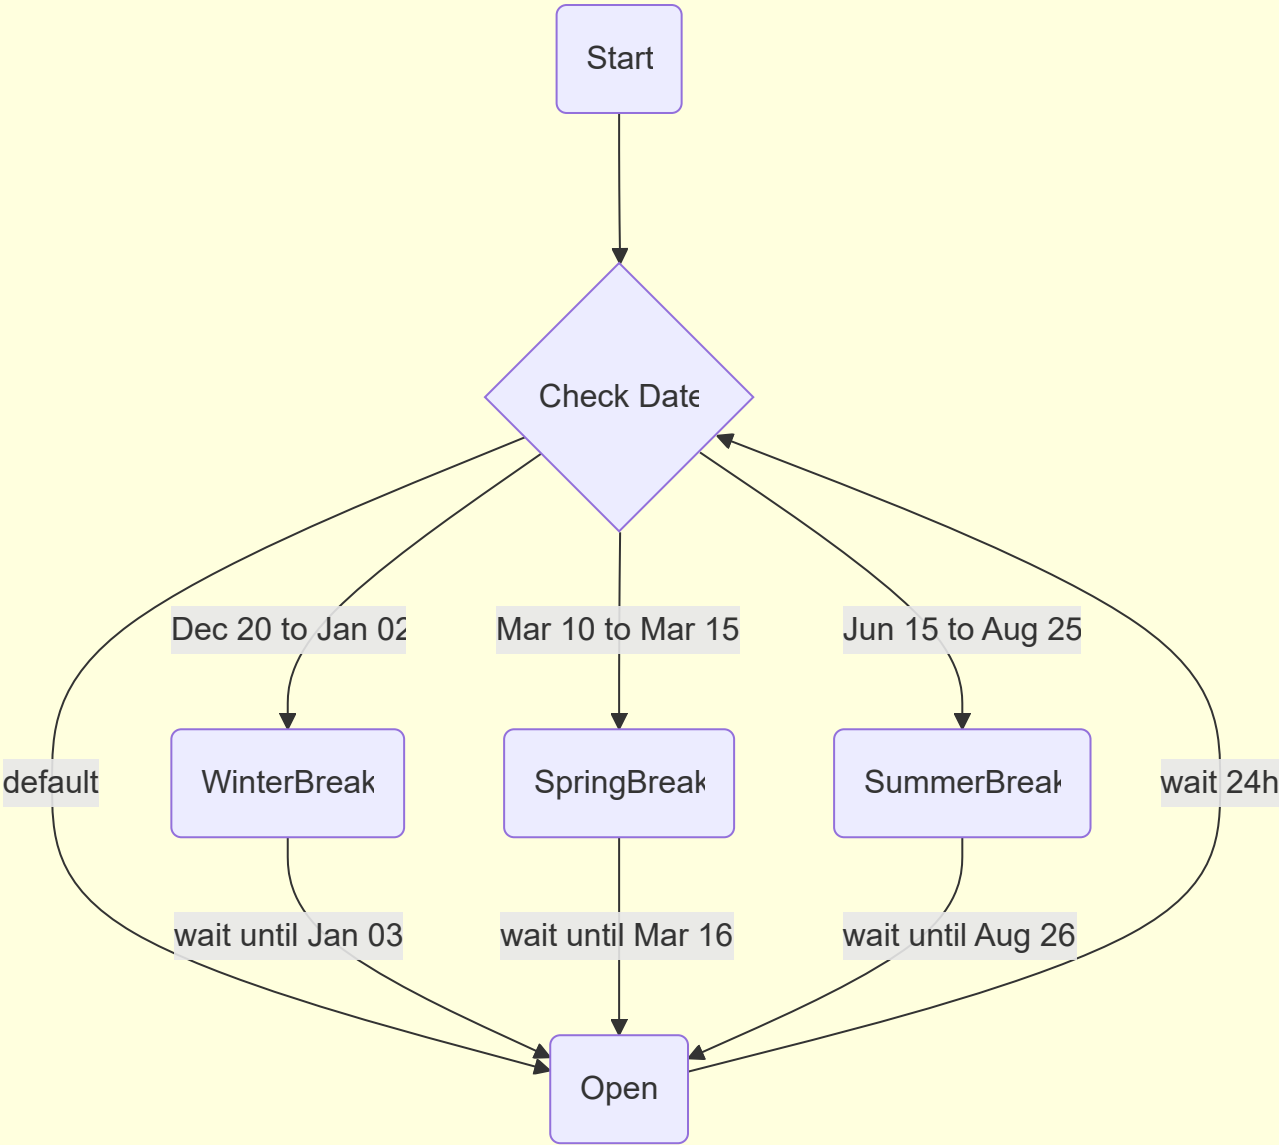 Start
Check Date
Dec 20 to Jan 02
Mar 10 to Mar 15
Jun 15 to Aug 25
default
WinterBreak
SpringBreak
SummerBreak
wait 24h
wait until Jan 03
wait until Mar 16
wait until Aug 26
Open